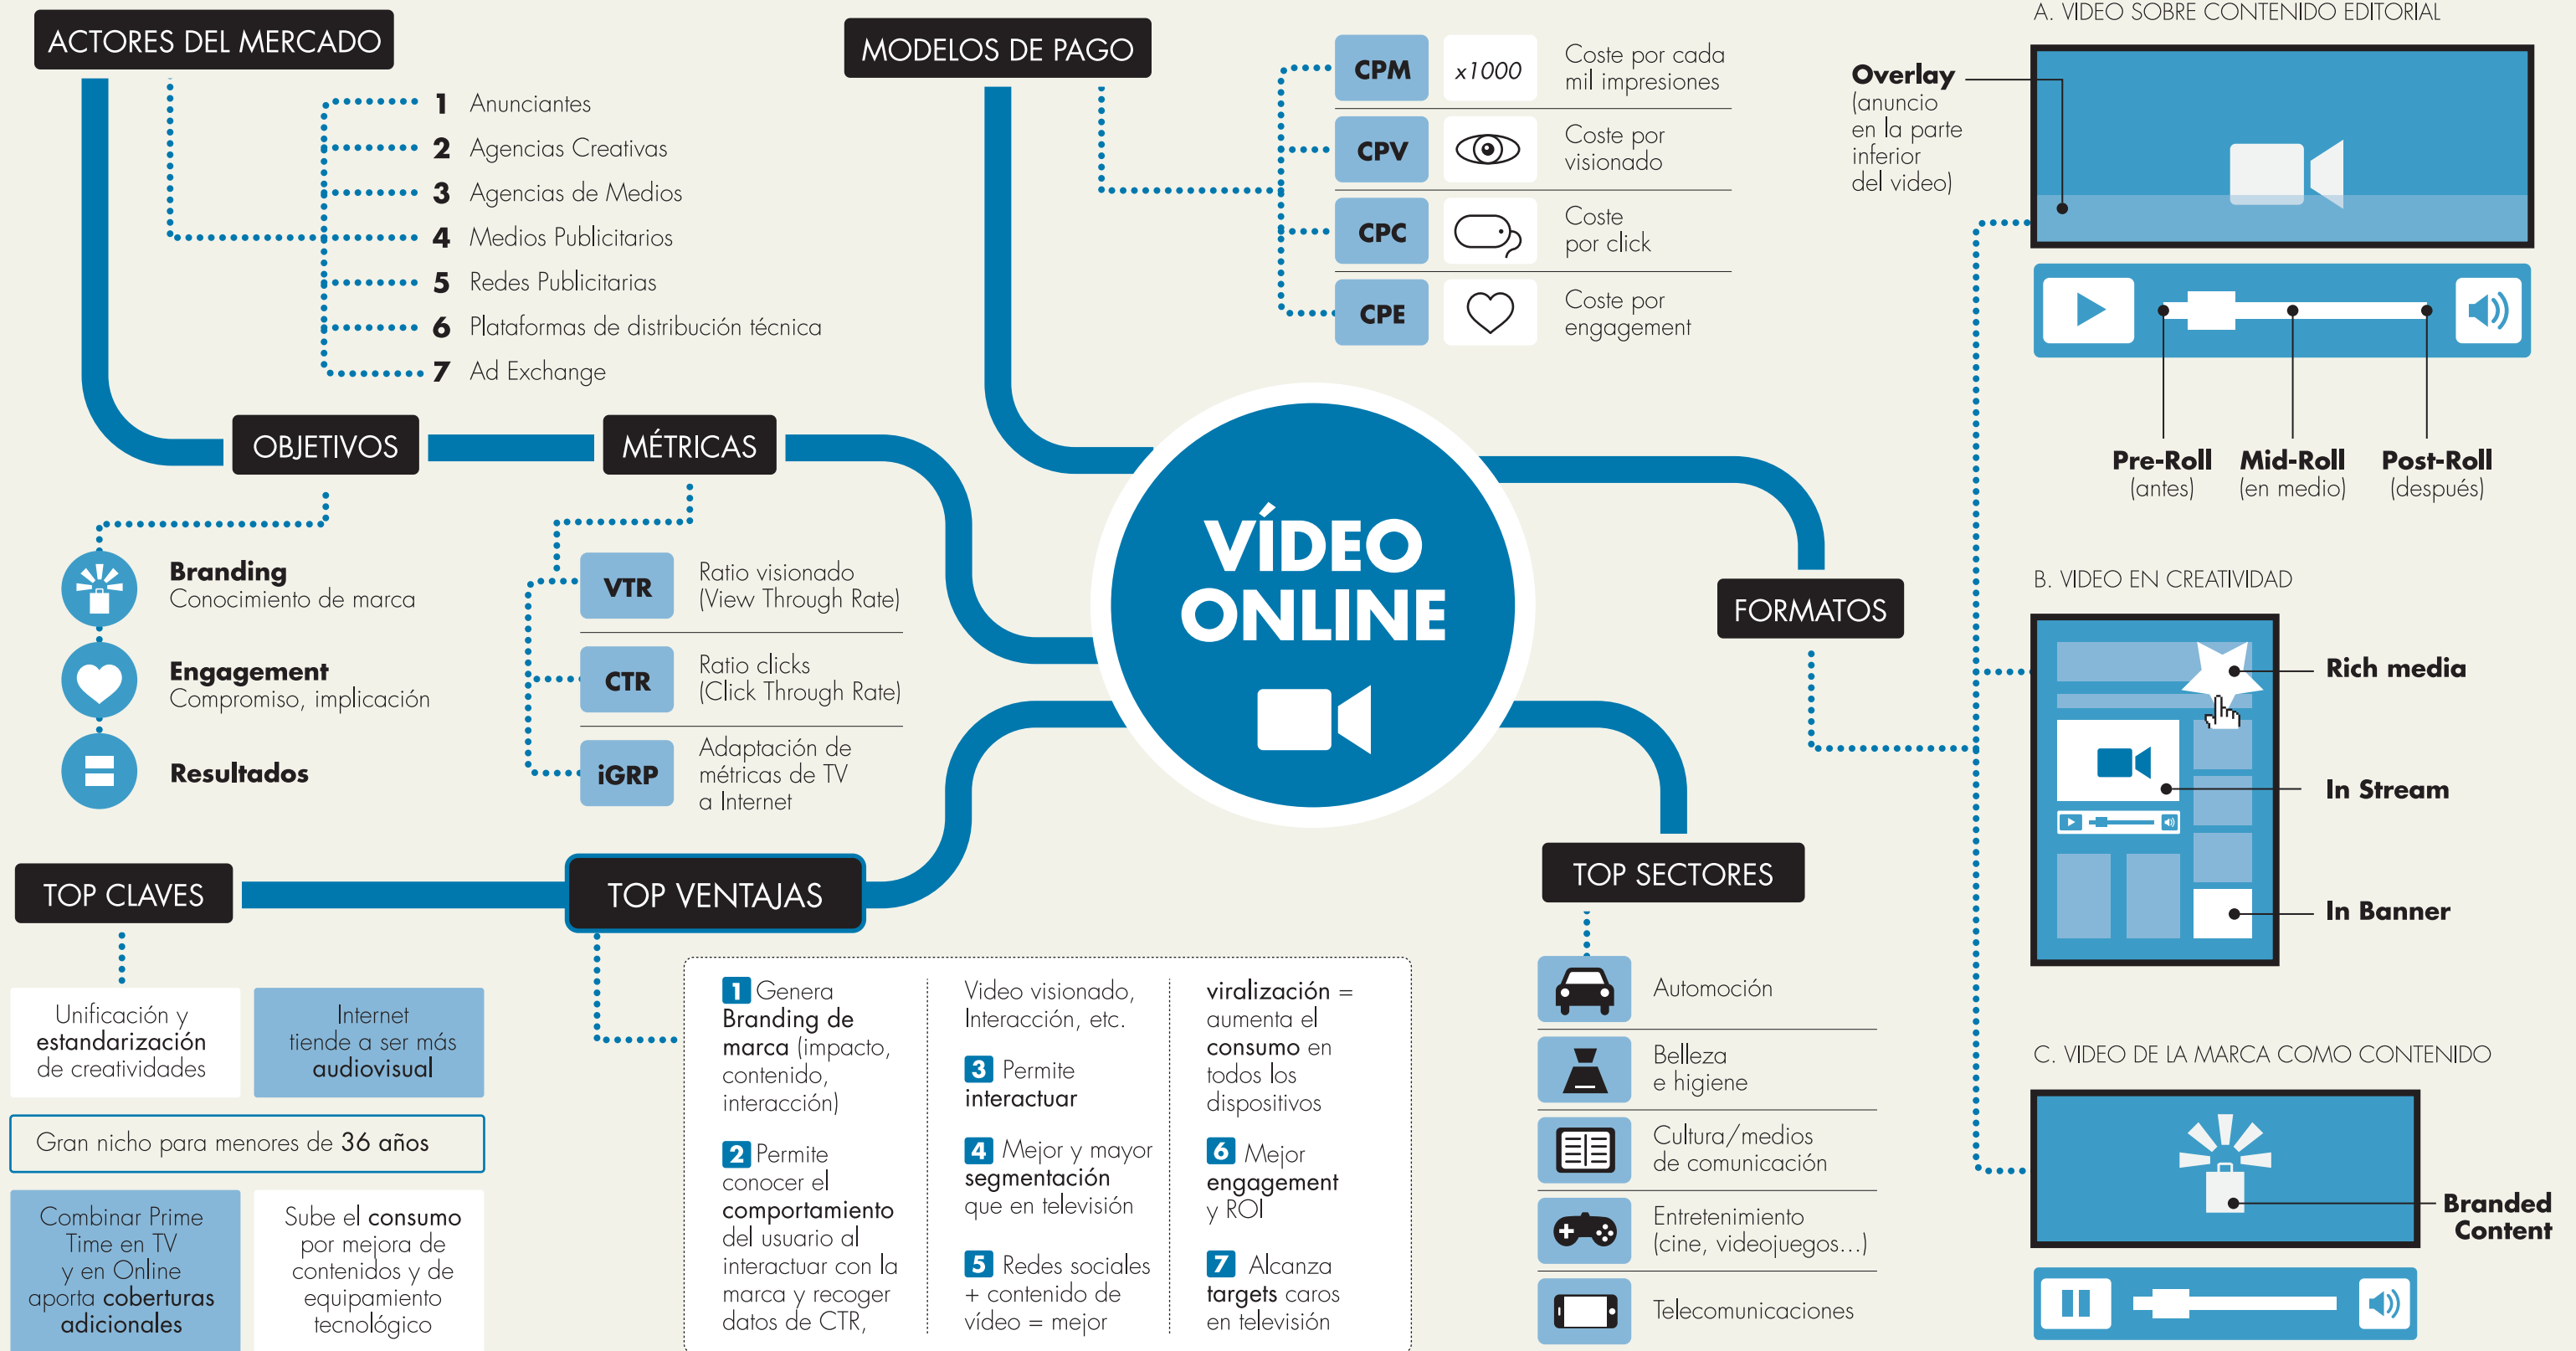 ACTORES DEL MERCADO
1 Anunciantes
2 Agencias Creativas
3 Agencias de Medios
4 Medios Publicitarios
5 Redes Publicitarias
6 Plataformas de distribución técnica
7 Ad Exchange
MODELOS DE PAGO
CPM
x1000
Coste por cada
mil impresiones
CPV
Coste por
visionado
CPC
Coste
por click
CPE
Coste por
engagement
OBJETIVOS
Branding
Conocimiento de marca
Engagement
Compromiso, implicación
Resultados
MÉTRICAS
VTR
Ratio visionado
(View Through Rate)
CTR
Ratio clicks
(Click Through Rate)
iGRP
Adaptación de
métricas de TV
a Internet
VÍDEO
ONLINE
FORMATOS
A. VIDEO SOBRE CONTENIDO EDITORIAL
Overlay
(anuncio
en la parte
inferior
del video)
Pre-Roll
(antes)
Mid-Roll
(en medio)
Post-Roll
(después)
B. VIDEO EN CREATIVIDAD
Rich media
In Stream
In Banner
C. VIDEO DE LA MARCA COMO CONTENIDO
Branded
Content
TOP CLAVES
Unificación y
estandarización
de creatividades
Internet
tiende a ser más
audiovisual
Gran nicho para menores de 36 años
Combinar Prime
Time en TV
y en Online
aporta coberturas
adicionales
Sube el consumo
por mejora de
contenidos y de
equipamiento
tecnológico
TOP VENTAJAS
1 Genera
Branding de
marca (impacto,
contenido,
interacción)
2 Permite
conocer el
comportamiento
del usuario al
interactuar con la
marca y recoger
datos de CTR,
Video visionado,
Interacción, etc.
3 Permite
interactuar
4 Mejor y mayor
segmentación
que en televisión
5 Redes sociales
+ contenido de
vídeo = mejor
viralización =
aumenta el
consumo en
todos los
dispositivos
6 Mejor
engagement
y ROI
7 Alcanza
targets caros
en televisión
TOP SECTORES
Automoción
Belleza
e higiene
Cultura/medios
de comunicación
Entretenimiento
(cine, videojuegos...)
Telecomunicaciones